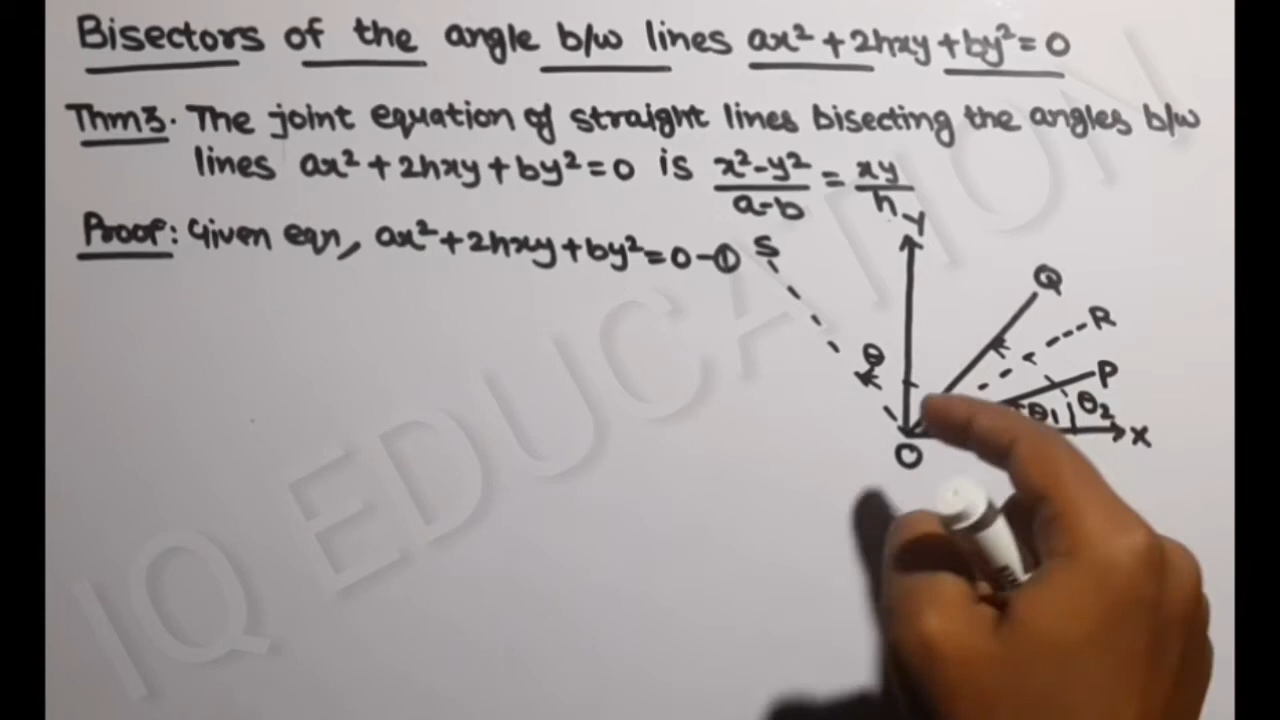 Bisectors of the angle b/w lines ax² + 2hxy + by² = 0
Thm3. The joint equation of straight lines bisecting the angles b/w
lines ax² + 2hxy + by² = 0 is x²-y²/a-b = xy/h
Proof: Given eqn, ax² + 2hxy + by² = 0 - ①
Y
S
Q
R
θ
P
θ₁
θ₂
X
O
IQ EDUCATION